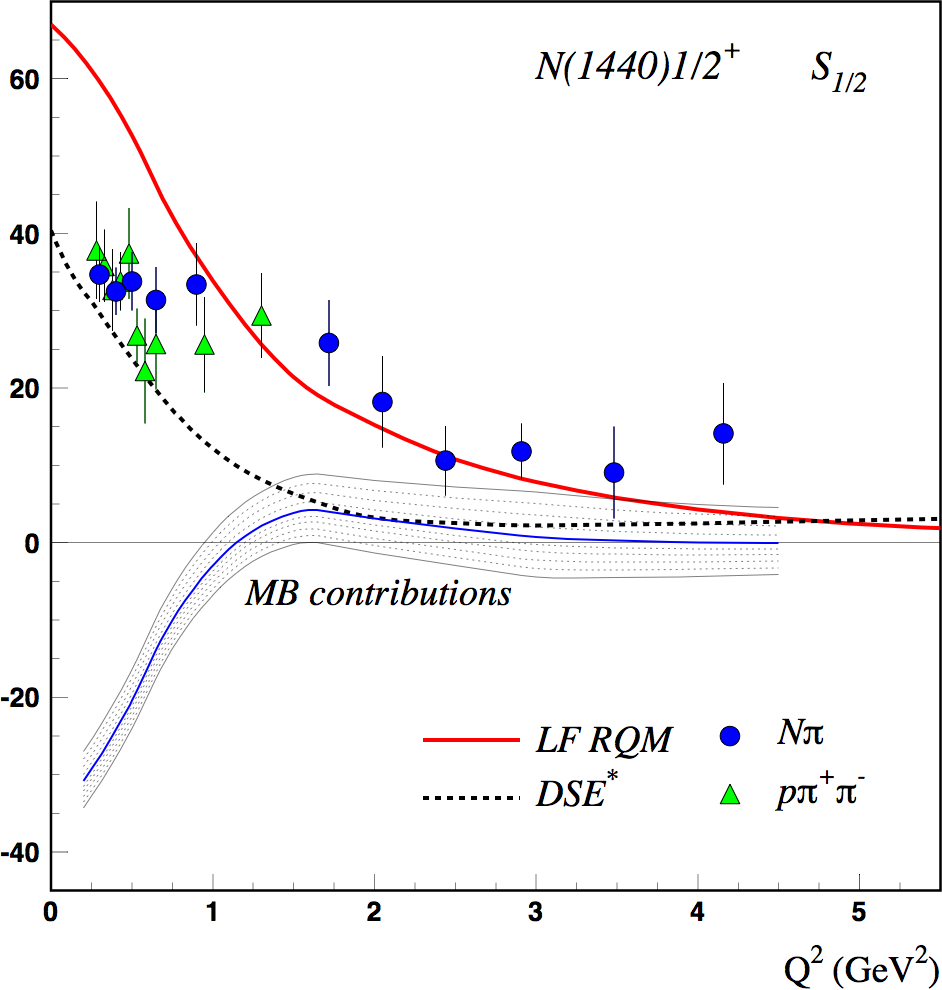 N(1440)1/2⁺ S₁/₂
60
40
20
0
MB contributions
-20
LF RQM Nπ
DSE* pπ⁺π⁻
-40
0 1 2 3 4 5
Q² (GeV²)